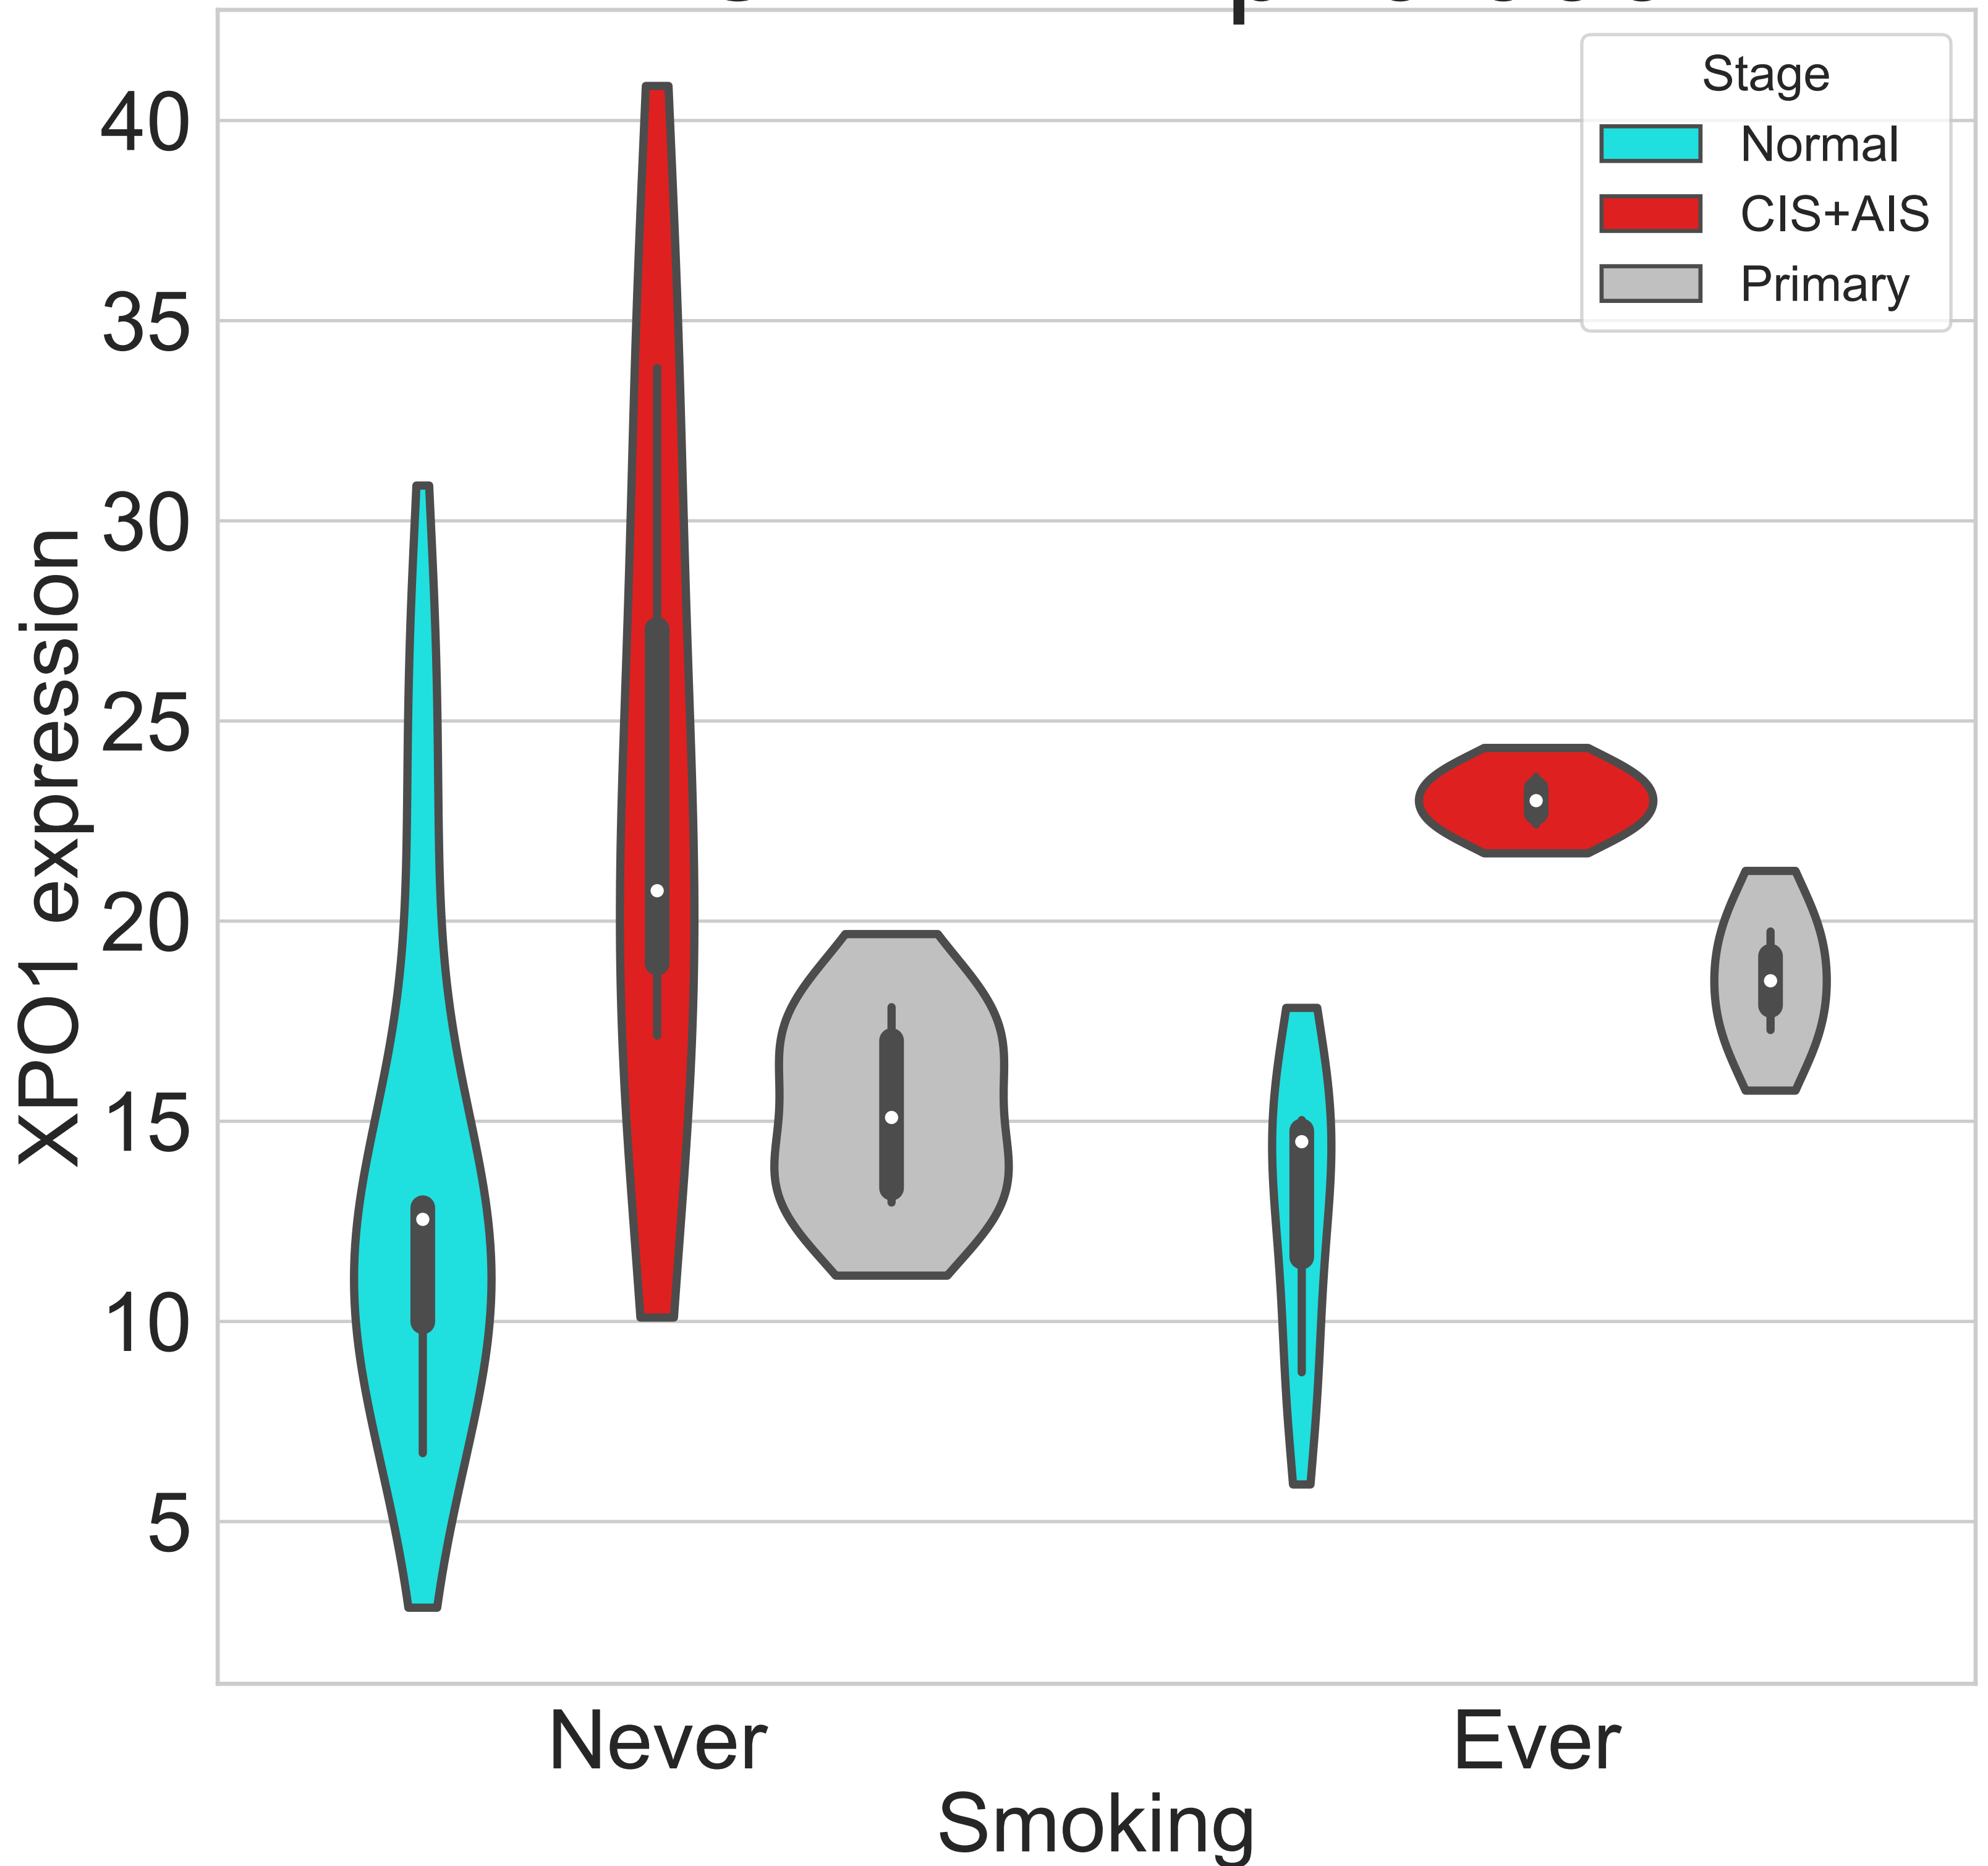 Stage
Normal
CIS+AIS
Primary
40
35
30
25
20
15
10
5
XPO1 expression
Never
Ever
Smoking